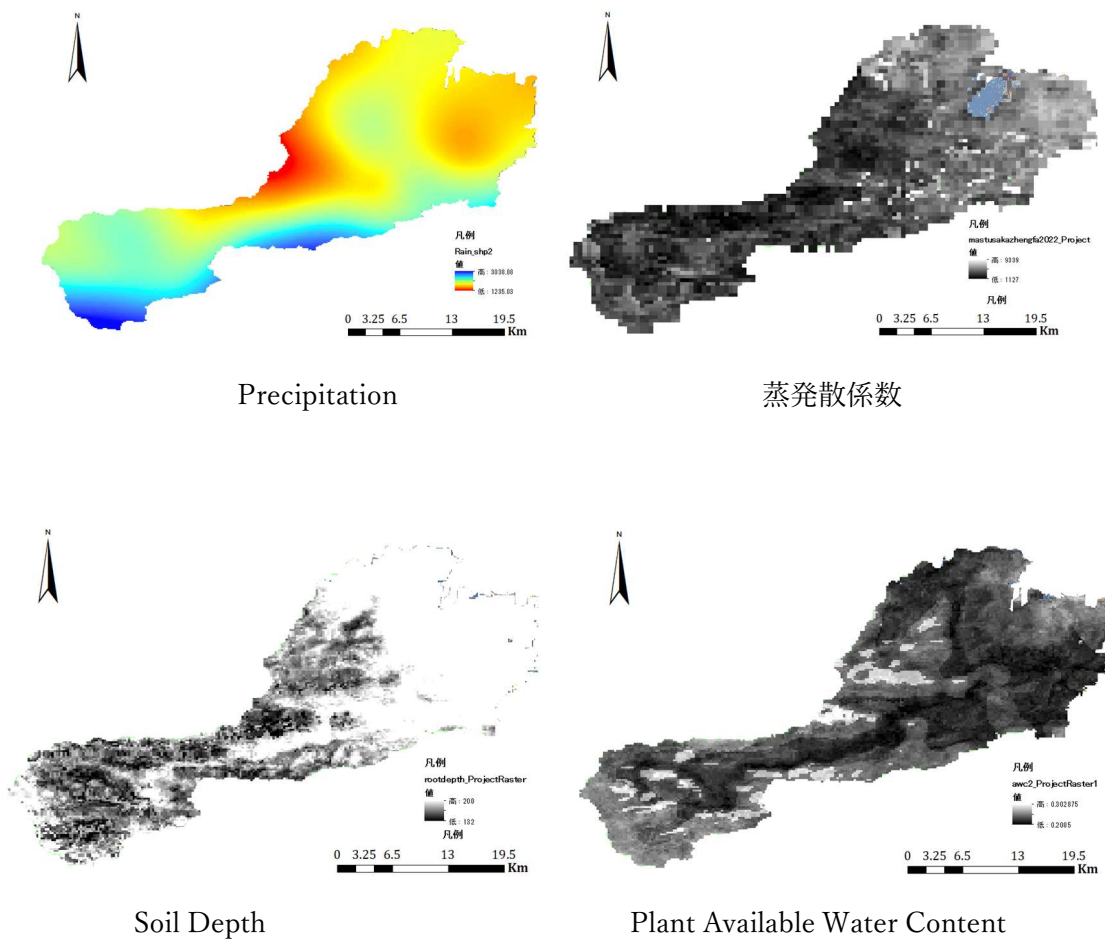 N
凡例
Rain_shp2
値
高 : 3038.08
低 : 1235.03
0 3.25 6.5 13 19.5
Km
Precipitation
N
凡例
mastusakazhengfa2022_Project
値
高 : 9339
低 : 1127
凡例
0 3.25 6.5 13 19.5
Km
蒸発散係数
N
凡例
rootdepth_ProjectRaster
値
高 : 200
低 : 132
凡例
0 3.25 6.5 13 19.5
Km
Soil Depth
N
凡例
awc2_ProjectRaster1
値
高 : 0.302875
低 : 0.2085
0 3.25 6.5 13 19.5
Km
Plant Available Water Content